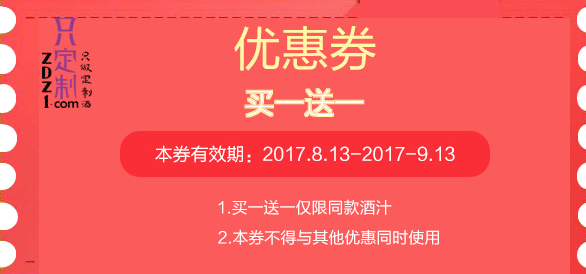 只定制
只做定制酒
ZDZ1.com
优惠券
买一送一
本券有效期：2017.8.13-2017-9.13
1.买一送一仅限同款酒汁
2.本券不得与其他优惠同时使用